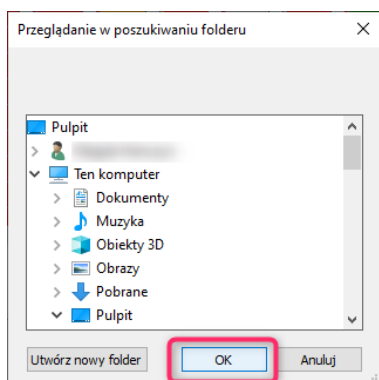 Przeglądanie w poszukiwaniu folderu
Pulpit
Ten komputer
Dokumenty
Muzyka
Obiekty 3D
Obrazy
Pobrane
Pulpit
Utwórz nowy folder OK Anuluj